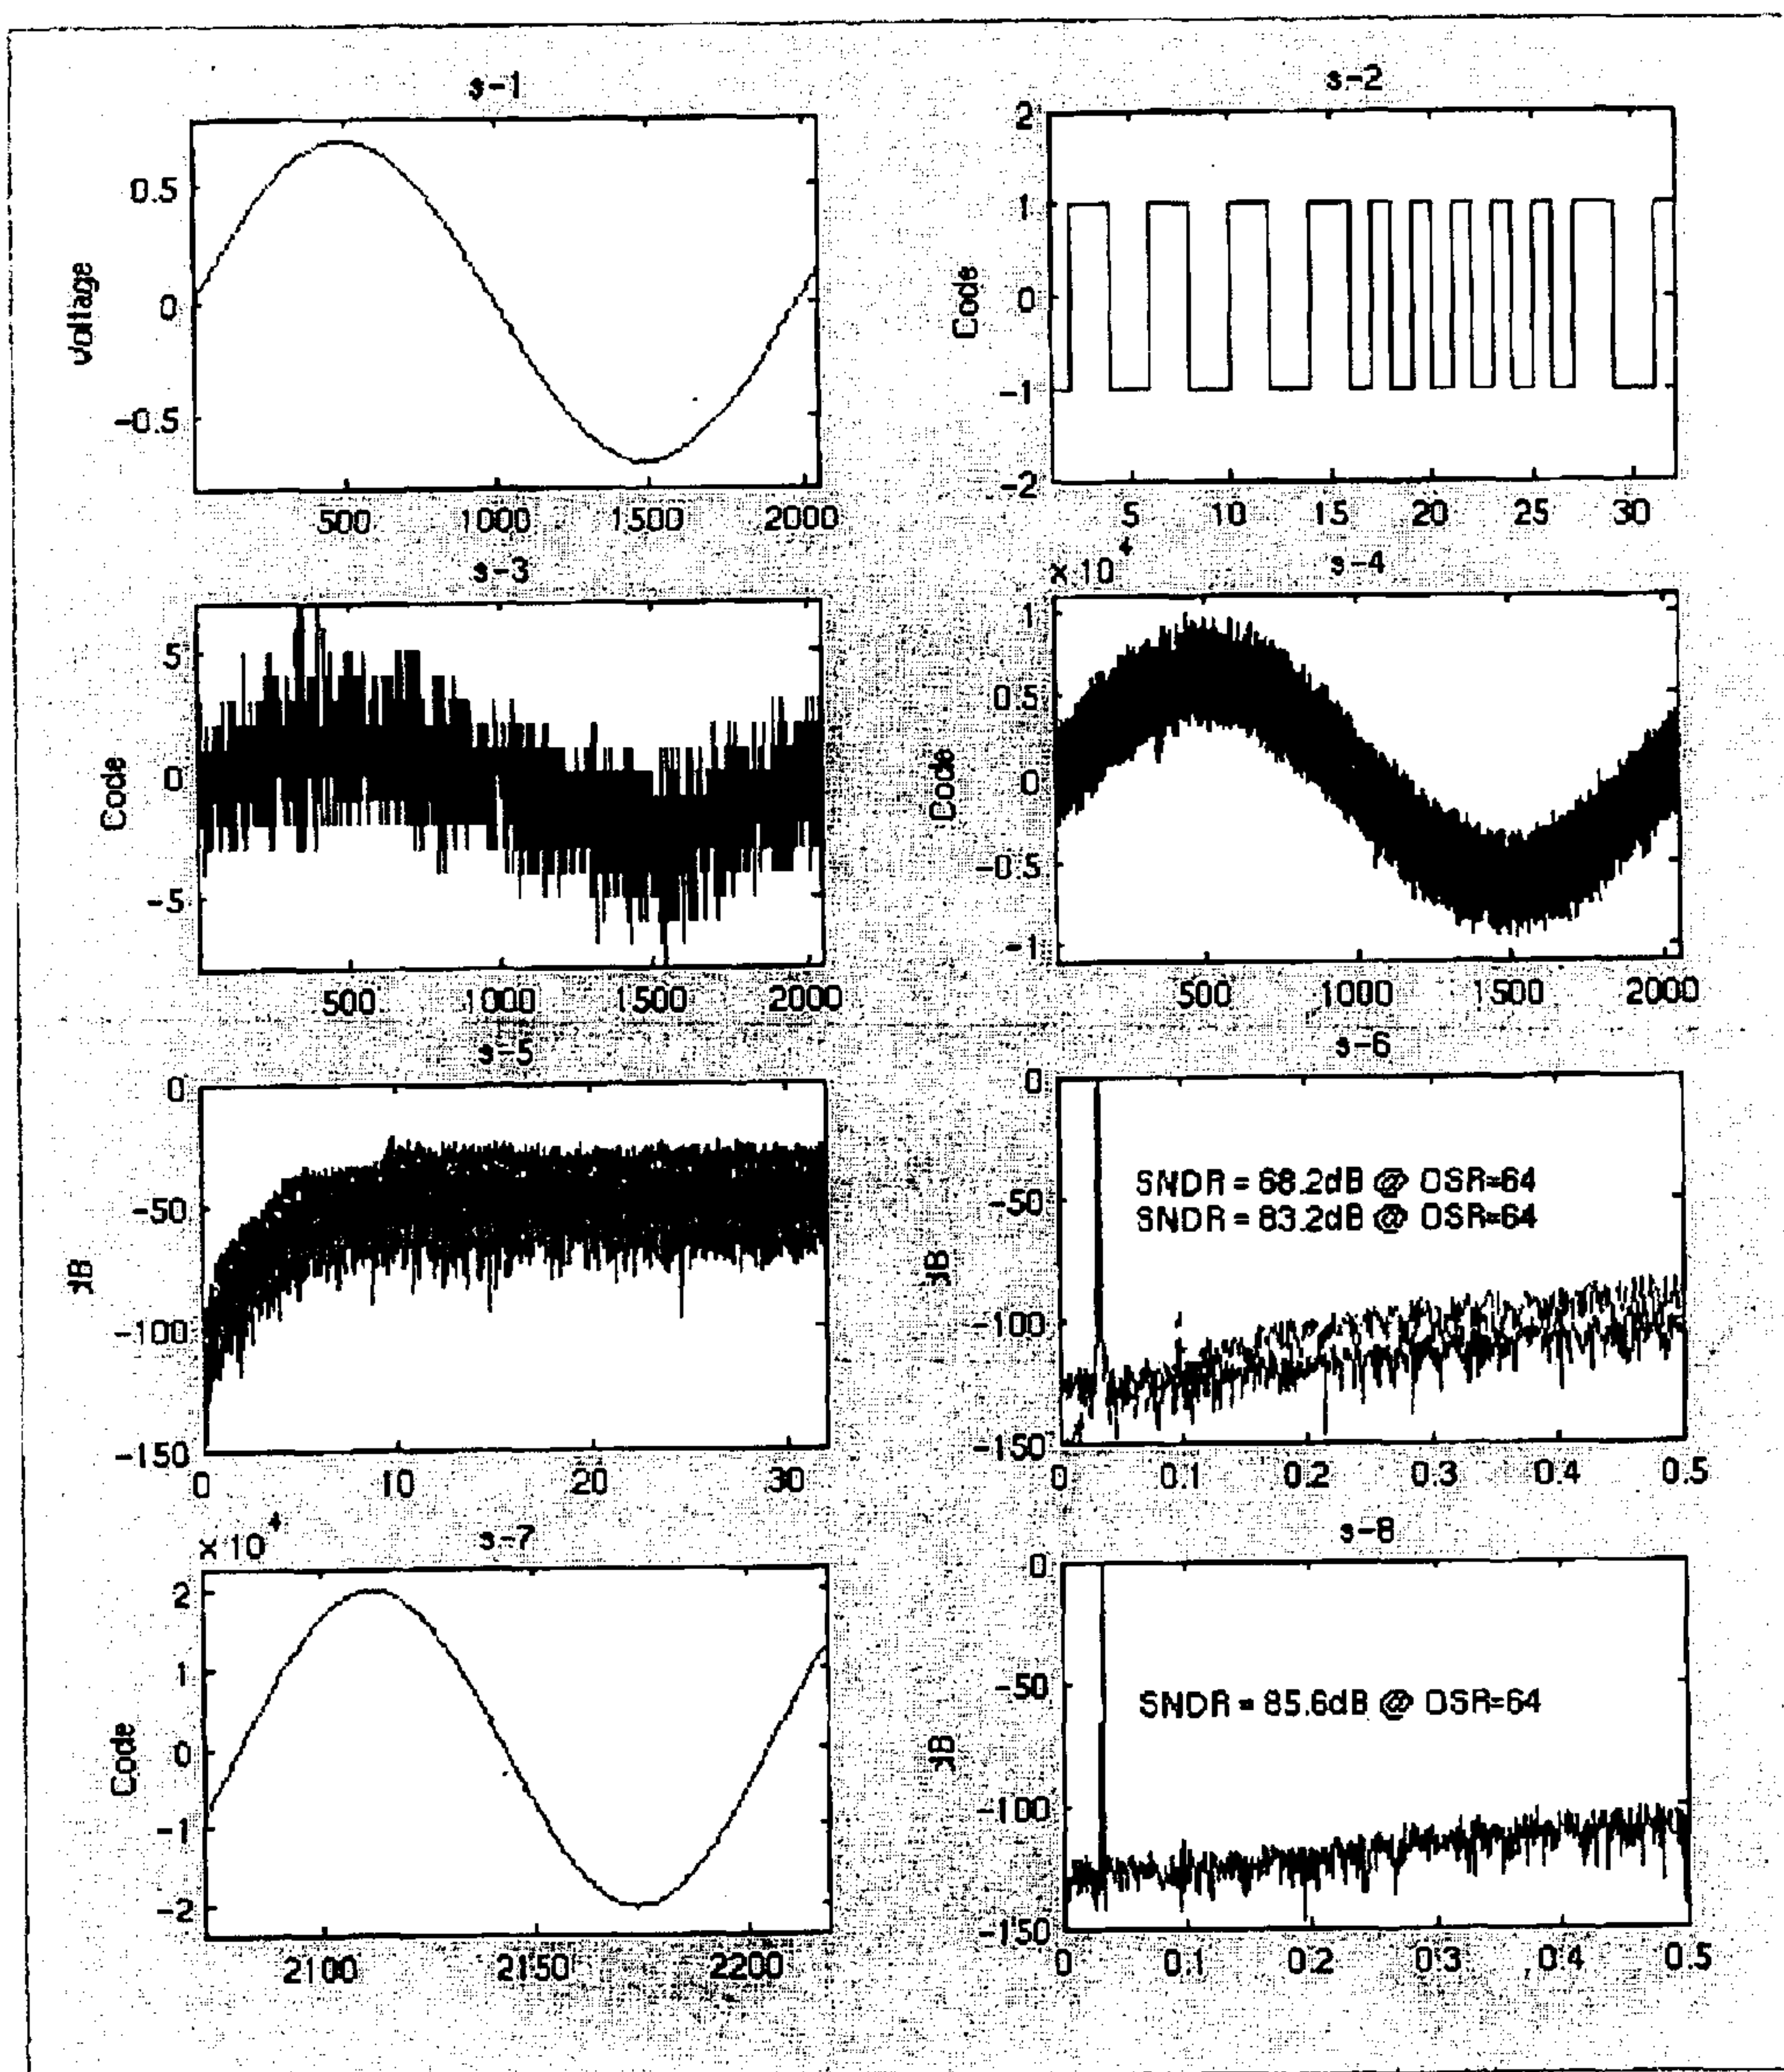 s-1
Voltage
0.5
0
-0.5
500 1000 1500 2000
s-2
Code
2
1
0
-1
-2
5 10 15 20 25 30
s-3
Code
5
0
-5
500 1000 1500 2000
s-4
× 10 4
Code
1
0.5
0
-0.5
-1
500 1000 1500 2000
s-5
dB
0
-50
-100
-150
0 10 20 30
s-6
dB
0
-50
-100
-150
SNDR = 68.2dB @ OSR=64
SNDR = 83.2dB @ OSR=64
0 0.1 0.2 0.3 0.4 0.5
s-7
× 10 4
Code
2
1
0
-1
-2
2100 2150 2200
s-8
dB
0
-50
-100
-150
SNDR = 85.6dB @ OSR=64
0 0.1 0.2 0.3 0.4 0.5